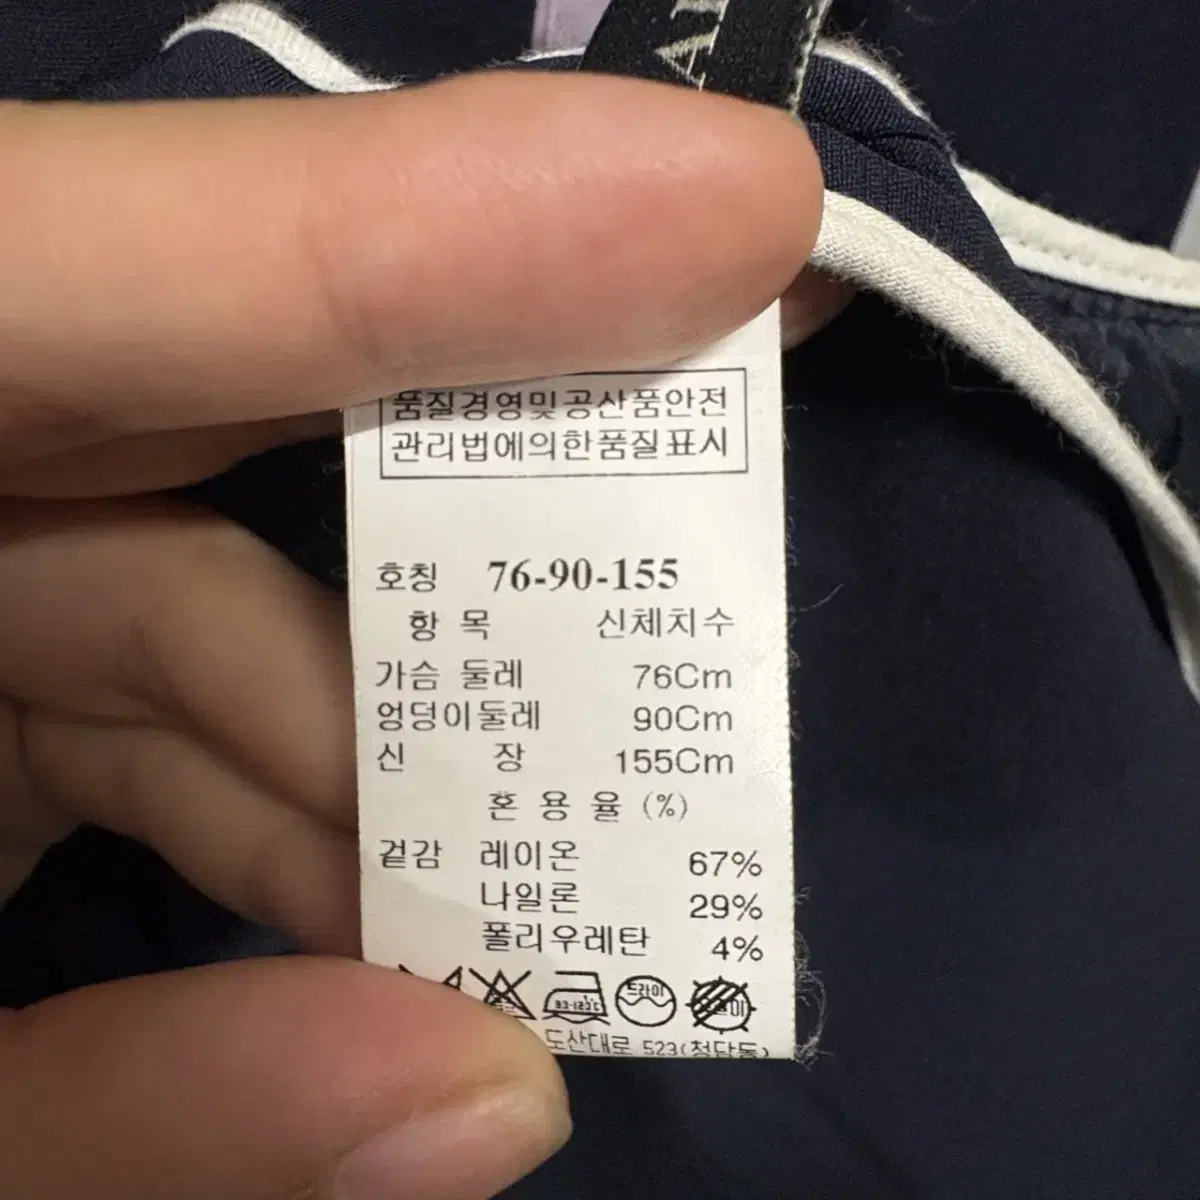 품질경영및공산품안전
관리법에의한품질표시
호칭 76-90-155
항 목 신체치수
가슴 둘레 76Cm
엉덩이둘레 90Cm
신 장 155Cm
혼 용 율 (%)
겉감 레이온 67%
나일론 29%
폴리우레탄 4%
드라이
도산대로 523(청담동)